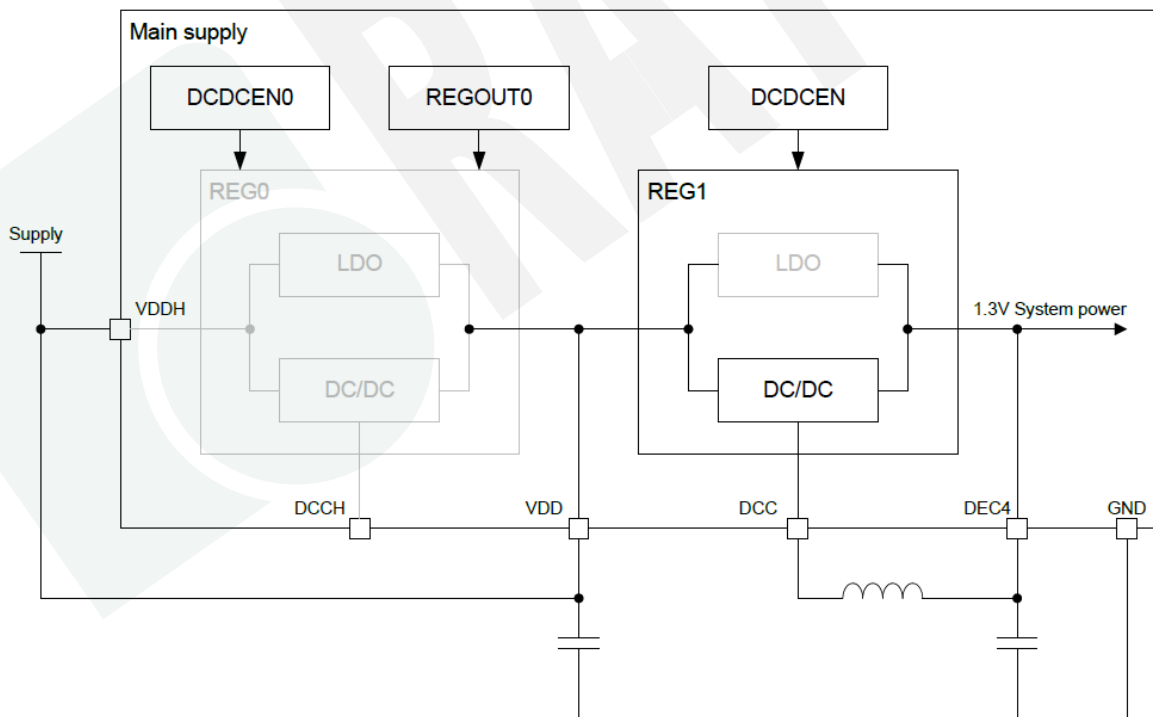 Main supply
DCDCEN0
REGOUT0
DCDCEN
REG0
REG1
Supply
LDO
LDO
VDDH
1.3V System power
DC/DC
DC/DC
DCCH
VDD
DCC
DEC4
GND